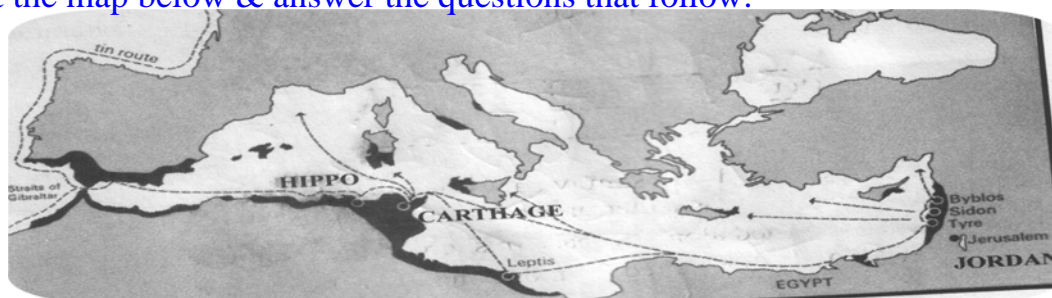 the map below & answer the questions that follow:
tin route
Straits of
Gibraltar
HIPPO
CARTHAGE
Leptis
Byblos
Sidon
Tyre
Jerusalem
JORDAN
EGYPT